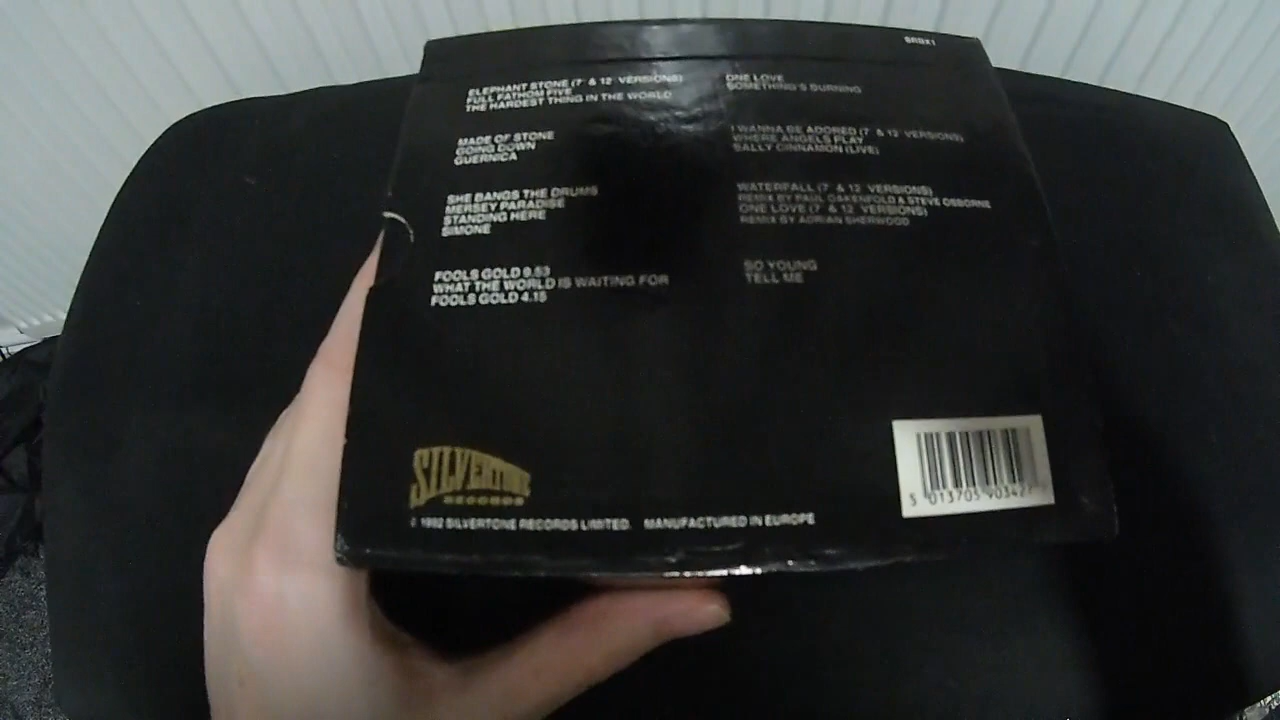 SRBX1
ELEPHANT STONE (7" & 12" VERSIONS)
FULL FATHOM FIVE
THE HARDEST THING IN THE WORLD
MADE OF STONE
GOING DOWN
GUERNICA
SHE BANGS THE DRUMS
MERSEY PARADISE
STANDING HERE
SIMONE
FOOLS GOLD 9.53
WHAT THE WORLD IS WAITING FOR
FOOLS GOLD 4.15
ONE LOVE
SOMETHING'S BURNING
I WANNA BE ADORED (7" & 12" VERSIONS)
WHERE ANGELS PLAY
SALLY CINNAMON (LIVE)
WATERFALL (7" & 12" VERSIONS)
REMIX BY PAUL OAKENFOLD & STEVE OSBORNE
ONE LOVE (7" & 12" VERSIONS)
REMIX BY ADRIAN SHERWOOD
SO YOUNG
TELL ME
SILVERTONE
RECORDS
1992 SILVERTONE RECORDS LIMITED. MANUFACTURED IN EUROPE
5 013705